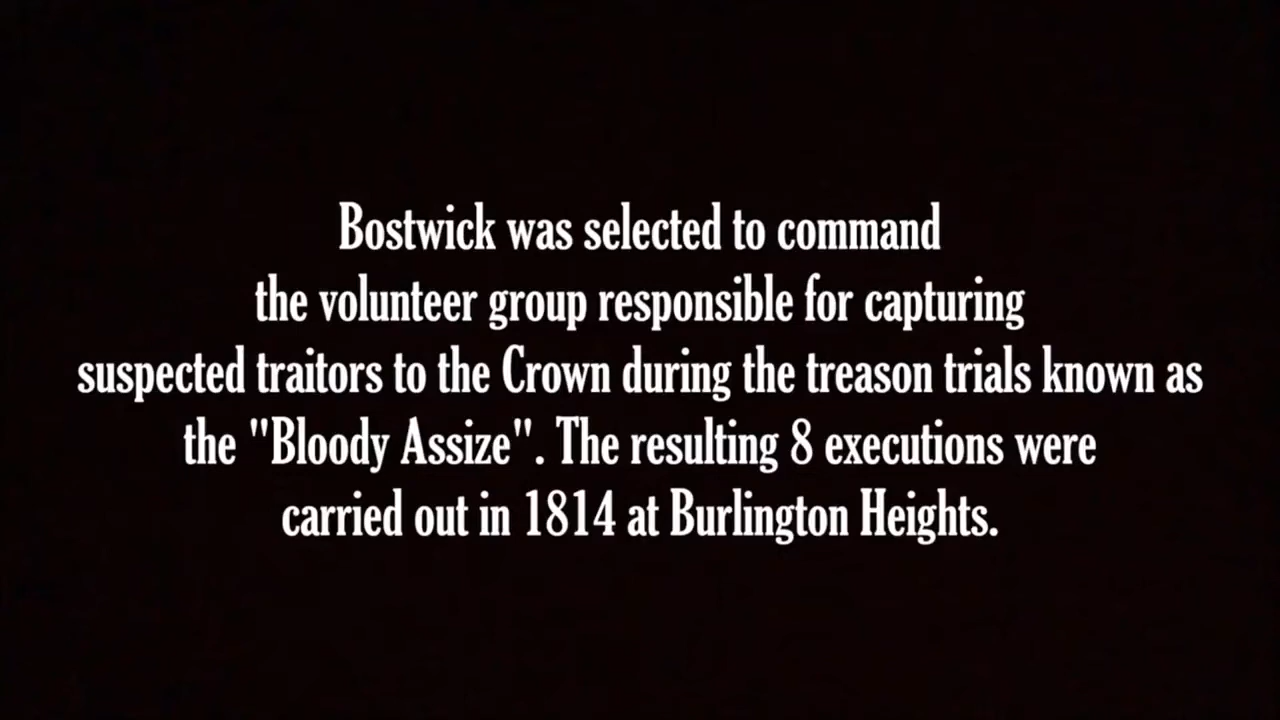 Bostwick was selected to command
the volunteer group responsible for capturing
suspected traitors to the Crown during the treason trials known as
the "Bloody Assize". The resulting 8 executions were
carried out in 1814 at Burlington Heights.